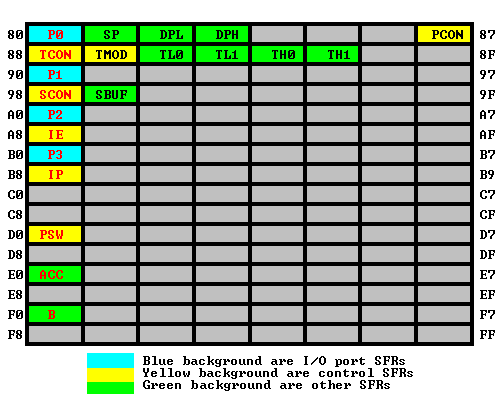 80 P0 SP DPL DPH PCON 87
88 TCON TMOD TL0 TL1 TH0 TH1 8F
90 P1 97
98 SCON SBUF 9F
A0 P2 A7
A8 IE AF
B0 P3 B7
B8 IP B9
C0 C7
C8 CF
D0 PSW D7
D8 DF
E0 ACC E7
E8 EF
F0 B F7
F8 FF
Blue background are I/O port SFRs
Yellow background are control SFRs
Green background are other SFRs